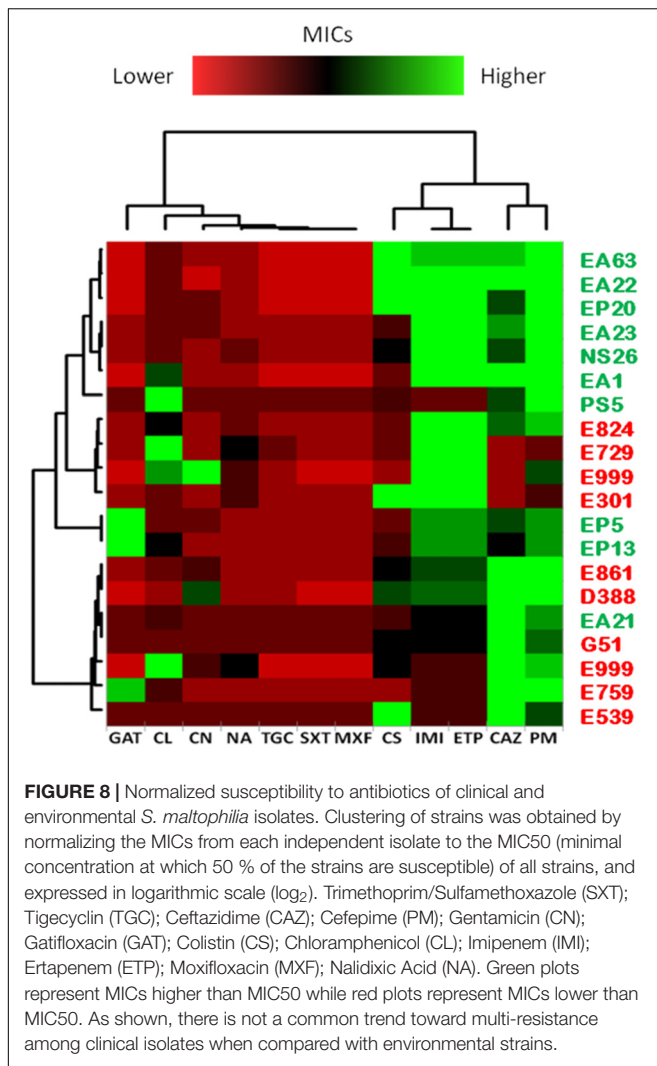 MICs
Lower
Higher
EA63
EA22
EP20
EA23
NS26
EA1
PS5
E824
E729
E999
E301
EP5
EP13
E861
D388
EA21
G51
E999
E759
E539
GAT CL CN NA TGC SXT MXF CS IMI ETP CAZ PM
FIGURE 8 | Normalized susceptibility to antibiotics of clinical and
environmental S. maltophilia isolates. Clustering of strains was obtained by
normalizing the MICs from each independent isolate to the MIC50 (minimal
concentration at which 50 % of the strains are susceptible) of all strains, and
expressed in logarithmic scale (log₂). Trimethoprim/Sulfamethoxazole (SXT);
Tigecyclin (TGC); Ceftazidime (CAZ); Cefepime (PM); Gentamicin (CN);
Gatifloxacin (GAT); Colistin (CS); Chloramphenicol (CL); Imipenem (IMI);
Ertapenem (ETP); Moxifloxacin (MXF); Nalidixic Acid (NA). Green plots
represent MICs higher than MIC50 while red plots represent MICs lower than
MIC50. As shown, there is not a common trend toward multi-resistance
among clinical isolates when compared with environmental strains.